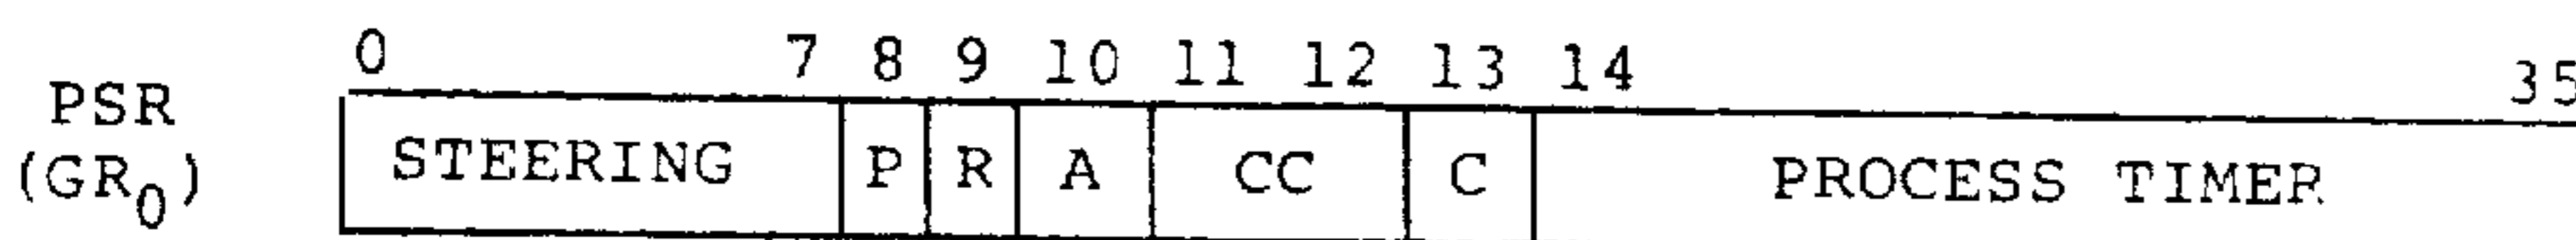 0 7 8 9 10 11 12 13 14 35
PSR
(GR0)
STEERING P R A CC C PROCESS TIMER